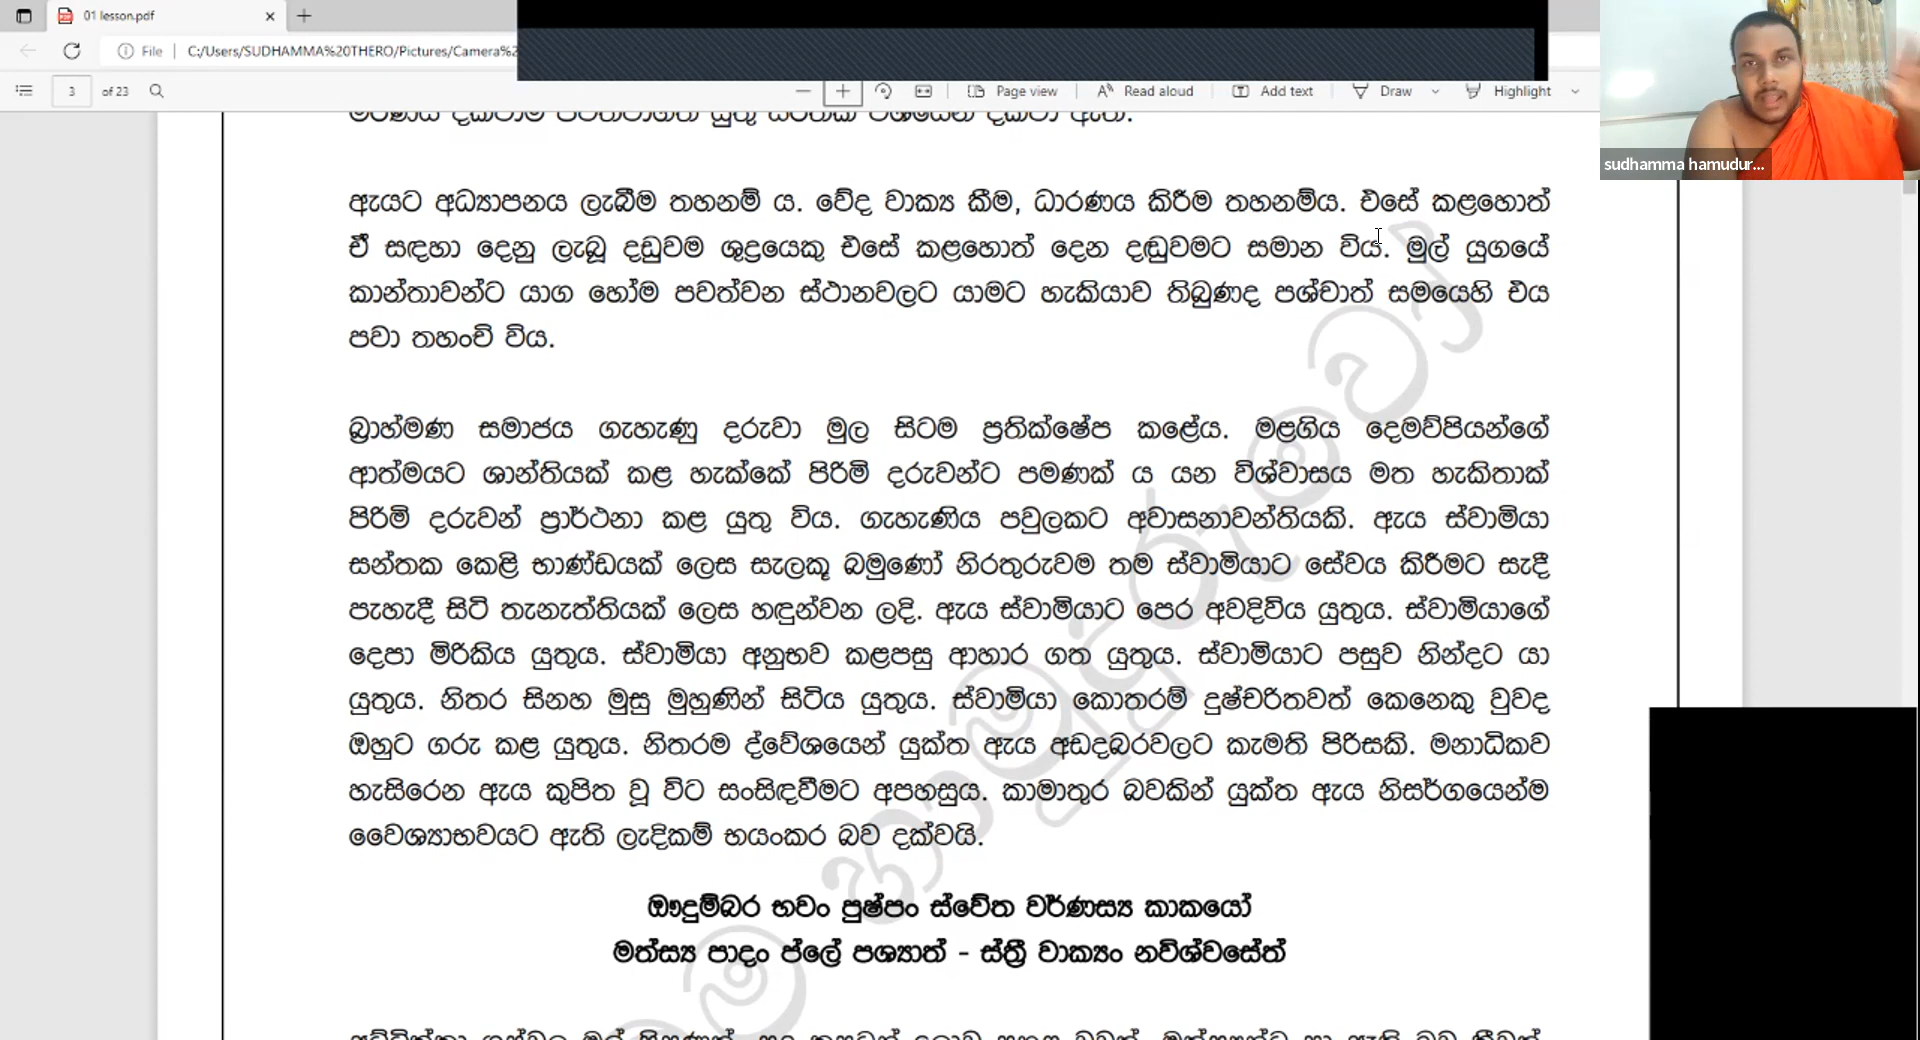 01 lesson.pdf
File
C:/Users/SUDHAMMA%20THERO/Pictures/Camera%2
3 of 23
Page view
Read aloud
Add text
Draw
Highlight
sudhamma hamudur...
ඇයට අධ්‍යාපනය ලැබීම තහනම් ය. වේද වාක්‍ය කීම, ධාරණය කිරීම තහනම්ය. එසේ කළහොත්
ඒ සඳහා දෙනු ලැබූ දඩුවම ශුද්‍රයෙකු එසේ කළහොත් දෙන දඬුවමට සමාන විය. මුල් යුගයේ
කාන්තාවන්ට යාග හෝම පවත්වන ස්ථානවලට යාමට හැකියාව තිබුණද පශ්චාත් සමයෙහි එය
පවා තහංචි විය.
බ්‍රාහ්මණ සමාජය ගැහැණු දරුවා මුල සිටම ප්‍රතික්ෂේප කළේය. මළගිය දෙමව්පියන්ගේ
ආත්මයට ශාන්තියක් කළ හැක්කේ පිරිමි දරුවන්ට පමණක් ය යන විශ්වාසය මත හැකිතාක්
පිරිමි දරුවන් ප්‍රාර්ථනා කළ යුතු විය. ගැහැණිය පවුලකට අවාසනාවන්තියකි. ඇය ස්වාමියා
සන්තක කෙළි භාණ්ඩයක් ලෙස සැලකූ බමුණෝ නිරතුරුවම තම ස්වාමියාට සේවය කිරීමට සැදී
පැහැදී සිටි තැනැත්තියක් ලෙස හඳුන්වන ලදි. ඇය ස්වාමියාට පෙර අවදිවිය යුතුය. ස්වාමියාගේ
දෙපා මිරිකිය යුතුය. ස්වාමියා අනුභව කළපසු ආහාර ගත යුතුය. ස්වාමියාට පසුව නින්දට යා
යුතුය. නිතර සිනහ මුසු මුහුණින් සිටිය යුතුය. ස්වාමියා කොතරම් දුෂ්චරිතවත් කෙනෙකු වුවද
ඔහුට ගරු කළ යුතුය. නිතරම ද්වේශයෙන් යුක්ත ඇය අඩදබරවලට කැමති පිරිසකි. මනාධිකව
හැසිරෙන ඇය කුපිත වූ විට සංසිඳවීමට අපහසුය. කාමාතුර බවකින් යුක්ත ඇය නිසර්ගයෙන්ම
වෛශ්‍යාභවයට ඇති ලැදිකම් භයංකර බව දක්වයි.
ඖදුම්බර භවං පුෂ්පං ස්වේත වර්ණස්‍ය කාකයෝ
මත්ස්‍ය පාදං ප්ලේ පශ්‍යාත් - ස්ත්‍රී වාක්‍යං නවිශ්වසේත්